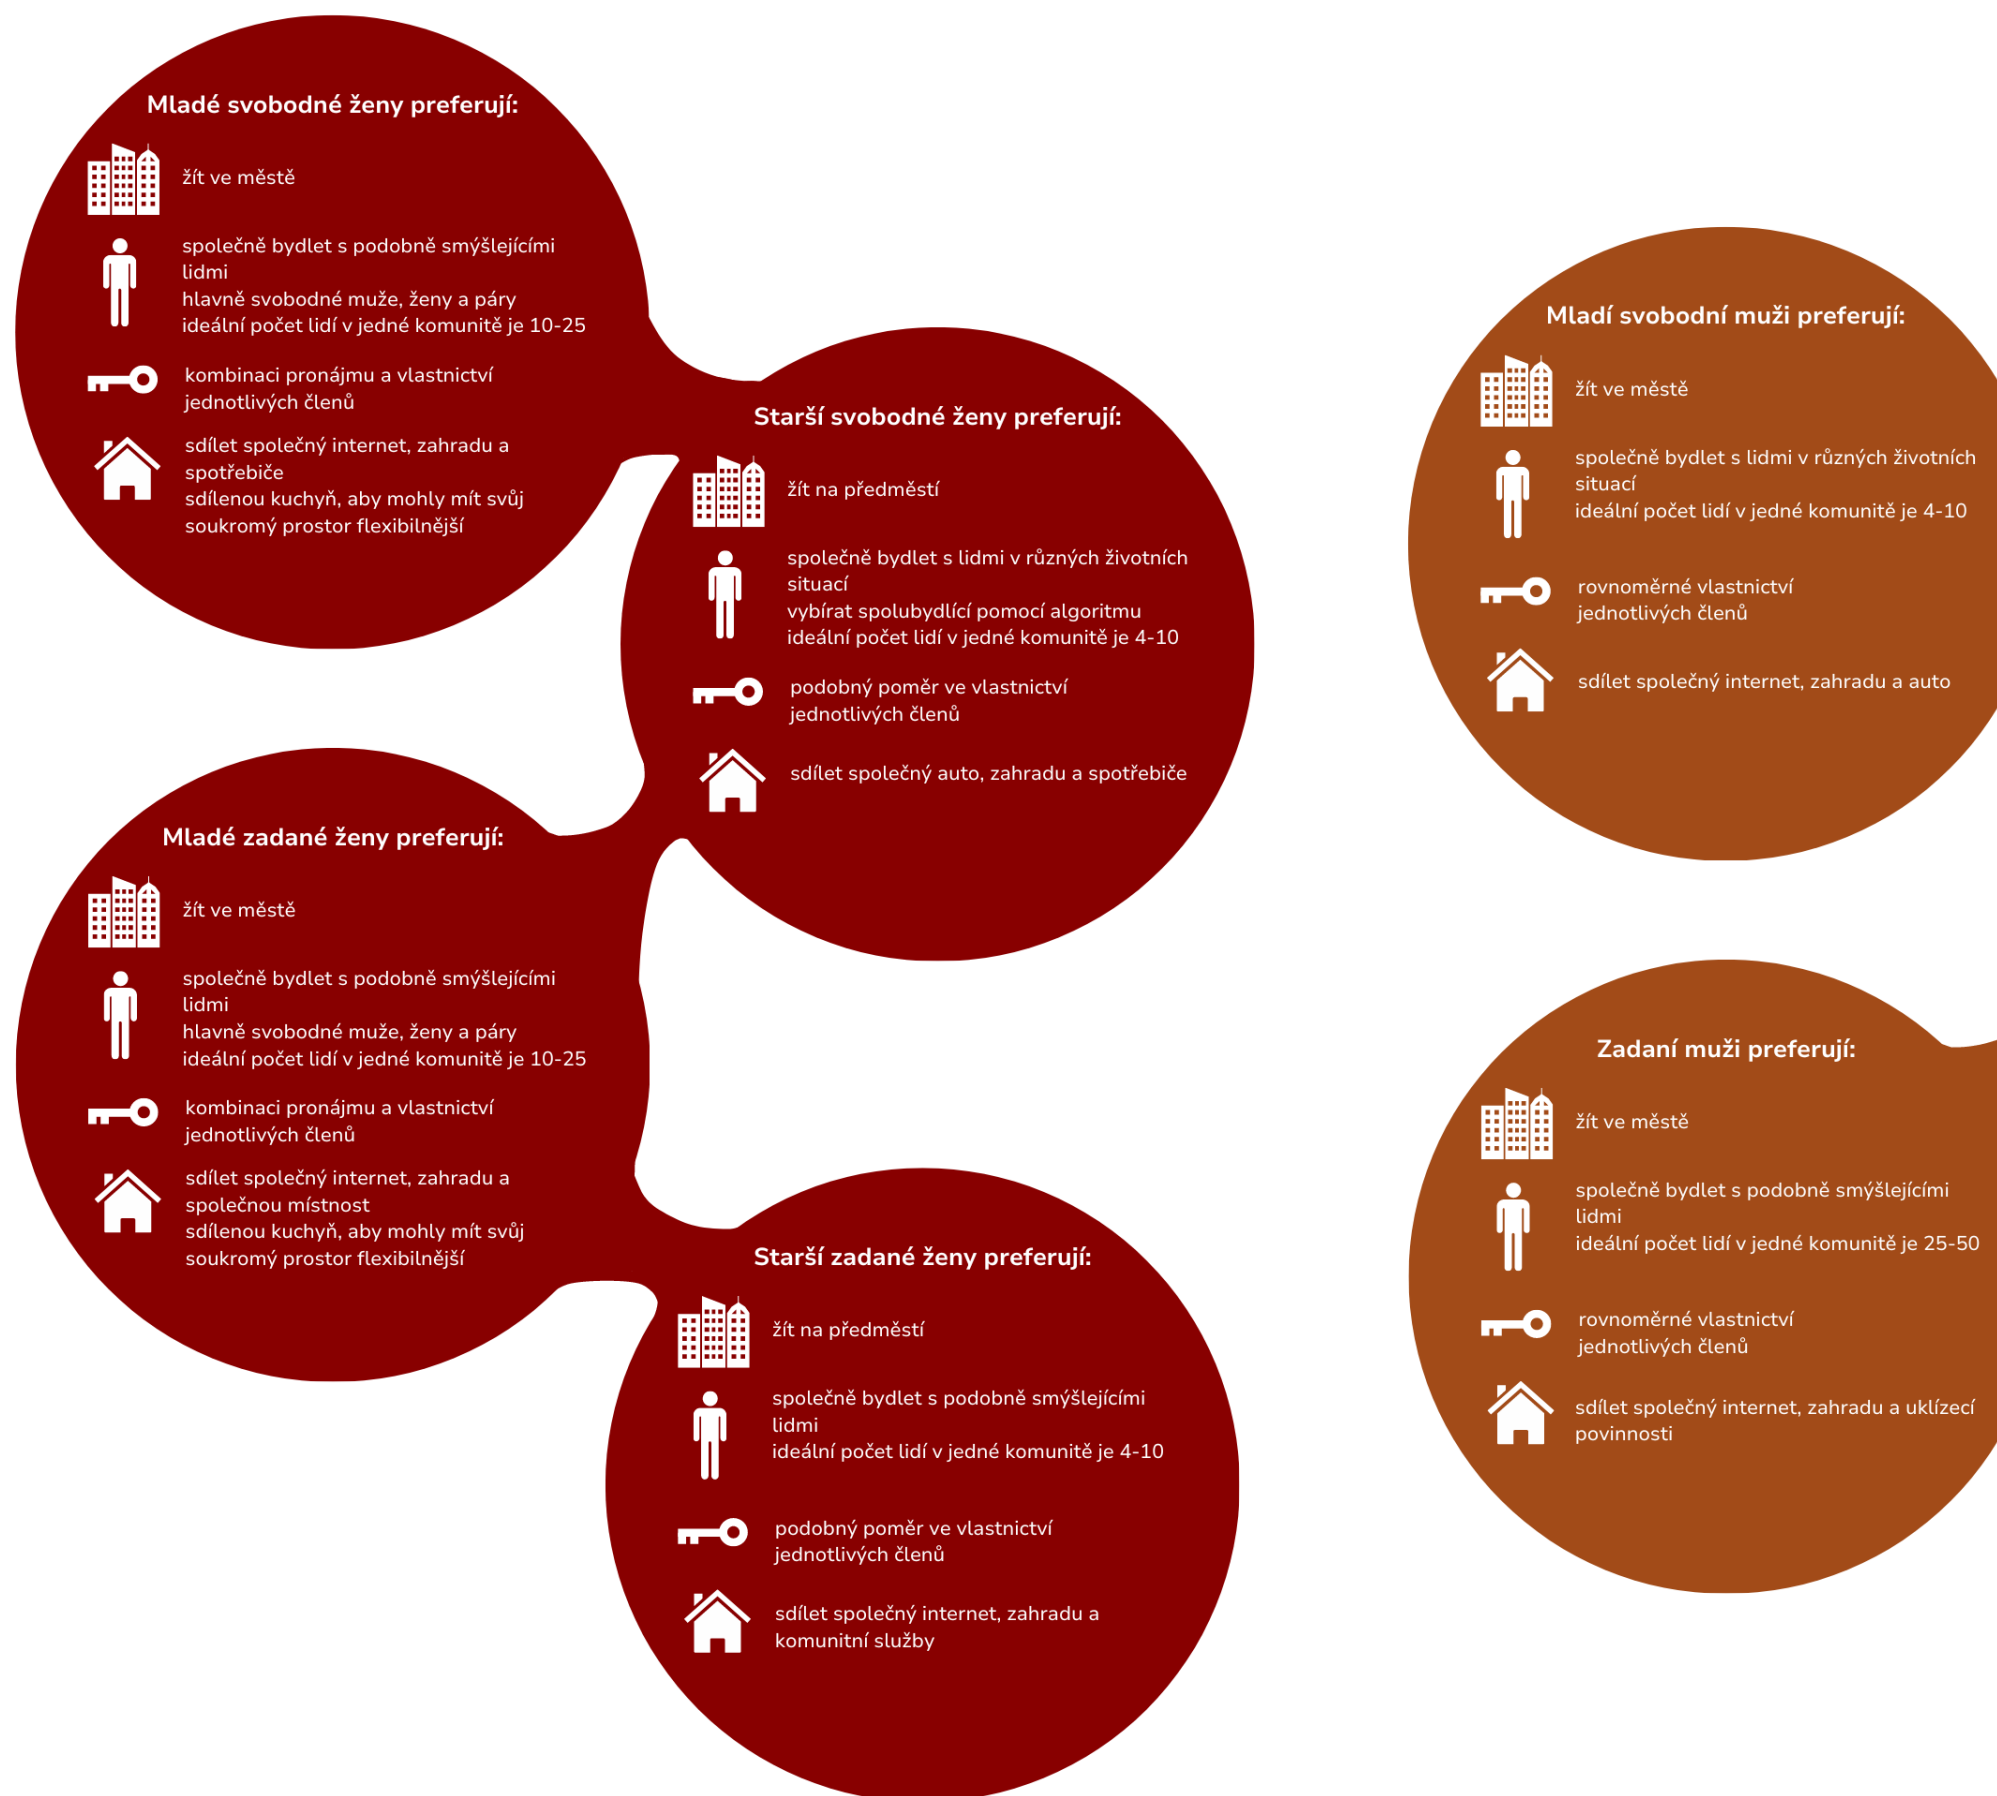 Mladé svobodné ženy preferují:
žít ve městě
společně bydlet s podobně smýšlejícími
lidmi
hlavně svobodné muže, ženy a páry
ideální počet lidí v jedné komunitě je 10-25
kombinaci pronájmu a vlastnictví
jednotlivých členů
sdílet společný internet, zahradu a
spotřebiče
sdílenou kuchyň, aby mohly mít svůj
soukromý prostor flexibilnější
Starší svobodné ženy preferují:
žít na předměstí
společně bydlet s lidmi v různých životních
situací
vybírat spolubydlící pomocí algoritmu
ideální počet lidí v jedné komunitě je 4-10
podobný poměr ve vlastnictví
jednotlivých členů
sdílet společný auto, zahradu a spotřebiče
Mladé zadané ženy preferují:
žít ve městě
společně bydlet s podobně smýšlejícími
lidmi
hlavně svobodné muže, ženy a páry
ideální počet lidí v jedné komunitě je 10-25
kombinaci pronájmu a vlastnictví
jednotlivých členů
sdílet společný internet, zahradu a
společnou místnost
sdílenou kuchyň, aby mohly mít svůj
soukromý prostor flexibilnější
Starší zadané ženy preferují:
žít na předměstí
společně bydlet s podobně smýšlejícími
lidmi
ideální počet lidí v jedné komunitě je 4-10
podobný poměr ve vlastnictví
jednotlivých členů
sdílet společný internet, zahradu a
komunitní služby
Mladí svobodní muži preferují:
žít ve městě
společně bydlet s lidmi v různých životních
situací
ideální počet lidí v jedné komunitě je 4-10
rovnoměrné vlastnictví
jednotlivých členů
sdílet společný internet, zahradu a auto
Zadaní muži preferují:
žít ve městě
společně bydlet s podobně smýšlejícími
lidmi
ideální počet lidí v jedné komunitě je 25-50
rovnoměrné vlastnictví
jednotlivých členů
sdílet společný internet, zahradu a uklízecí
povinnosti